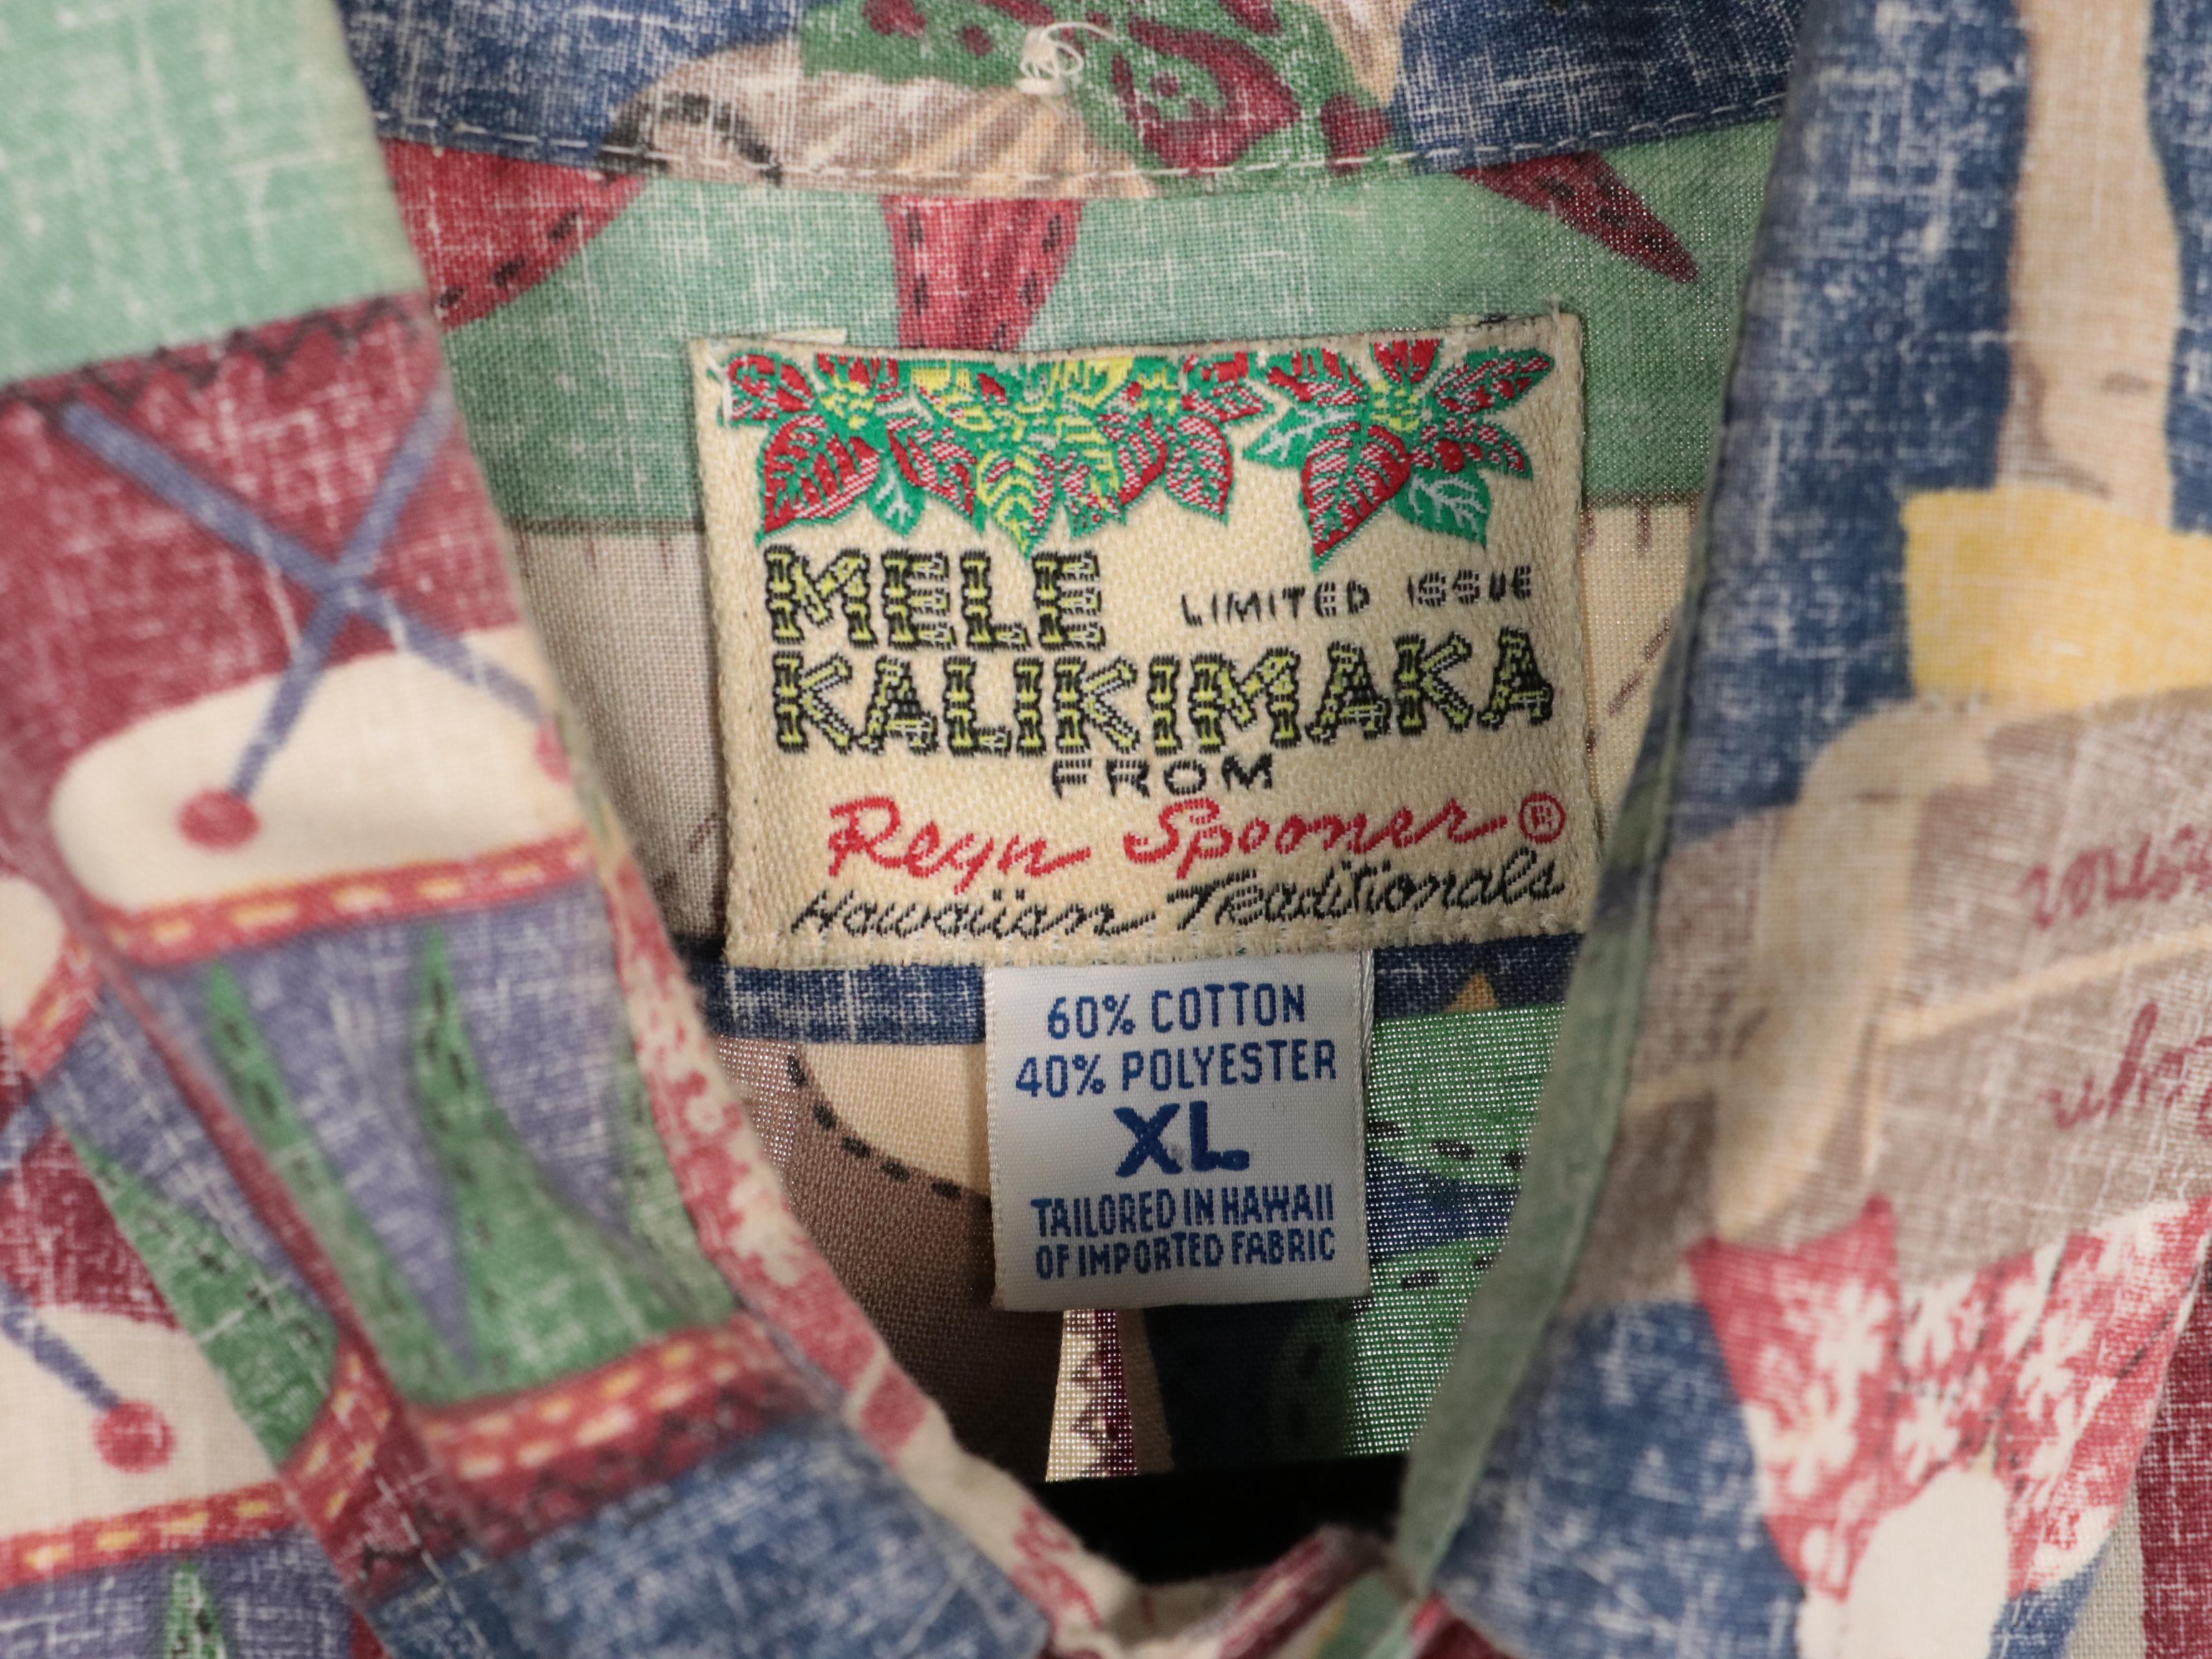 MELE LIMITED ISSUE
KALIKIMAKA
FROM
Reyn Spooner®
Hawaiian Traditionals
60% COTTON
40% POLYESTER
XL
TAILORED IN HAWAII
OF IMPORTED FABRIC